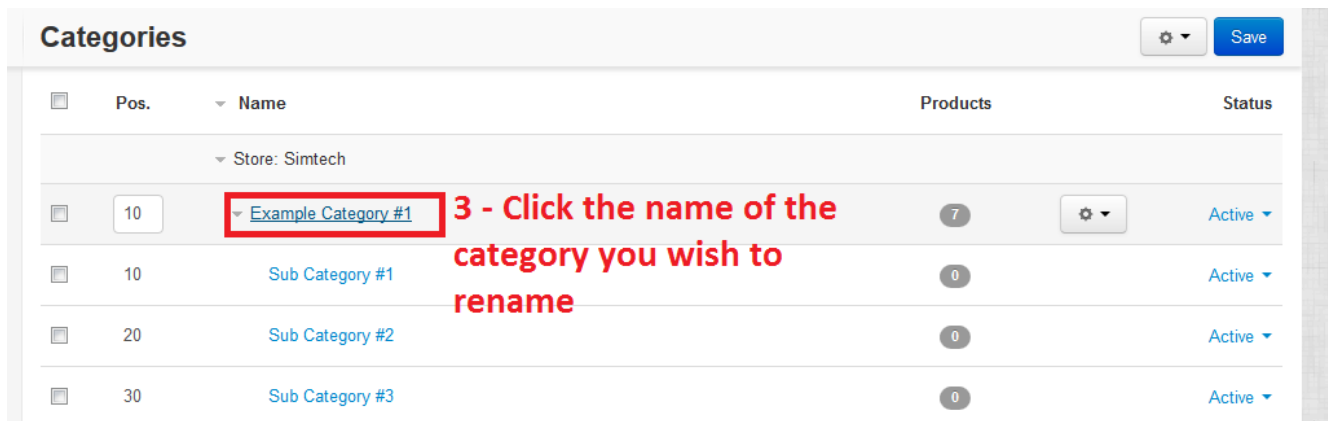 Categories
Save
Pos. Name Products Status
Store: Simtech
10 Example Category #1 7 Active
3 - Click the name of the
category you wish to
rename
10 Sub Category #1 0 Active
20 Sub Category #2 0 Active
30 Sub Category #3 0 Active